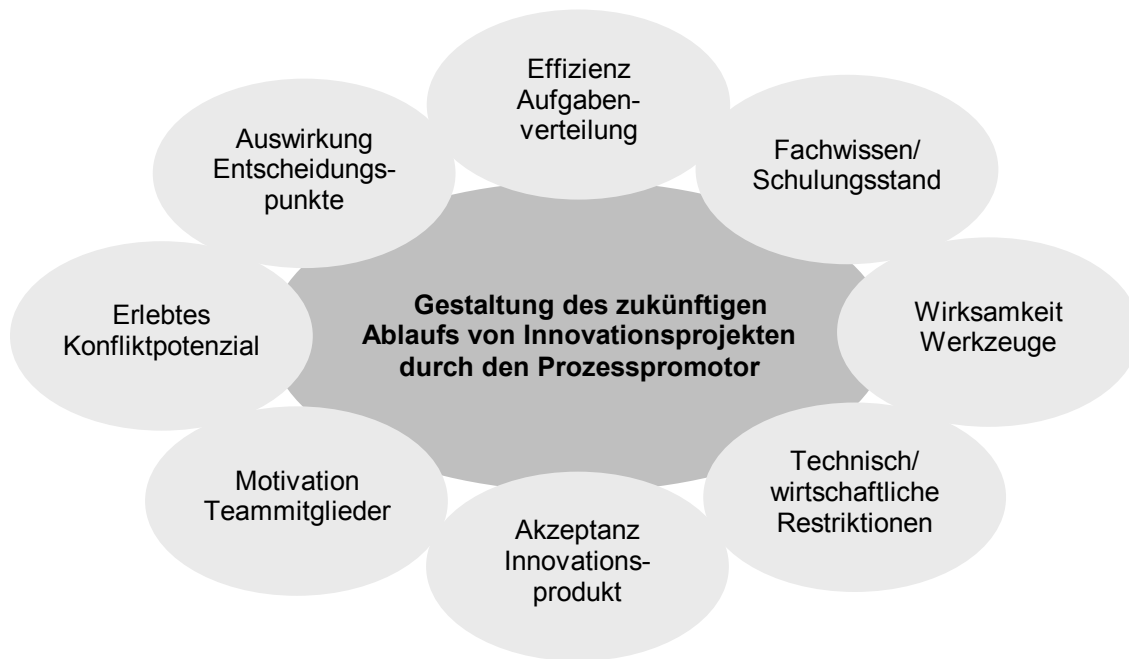 Effizienz
Aufgaben-
verteilung
Auswirkung
Entscheidungs-
punkte
Fachwissen/
Schulungsstand
Erlebtes
Konfliktpotenzial
Gestaltung des zukünftigen
Ablaufs von Innovationsprojekten
durch den Prozesspromotor
Wirksamkeit
Werkzeuge
Motivation
Teammitglieder
Technisch/
wirtschaftliche
Restriktionen
Akzeptanz
Innovations-
produkt